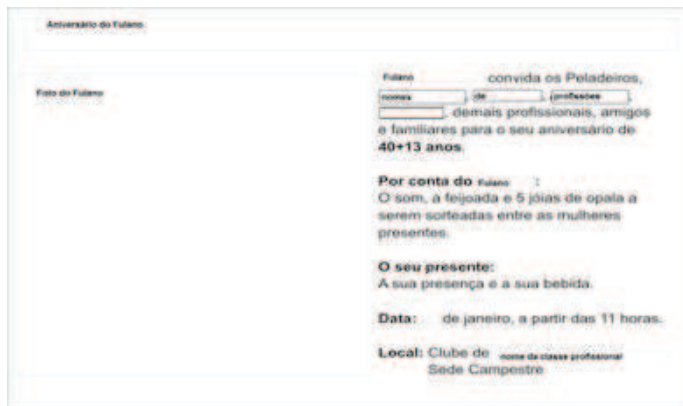 Aniversário do Fulano
Foto do Fulano
Fulano convida os Peladeiros,
nomes, de, profissões,
, demais profissionais, amigos
e familiares para o seu aniversário de
40+13 anos.
Por conta do Fulano :
O som, a feijoada e 5 jóias de opala a
serem sorteadas entre as mulheres
presentes.
O seu presente:
A sua presença e a sua bebida.
Data: de janeiro, a partir das 11 horas.
Local: Clube de nome da classe profissional
Sede Campestre